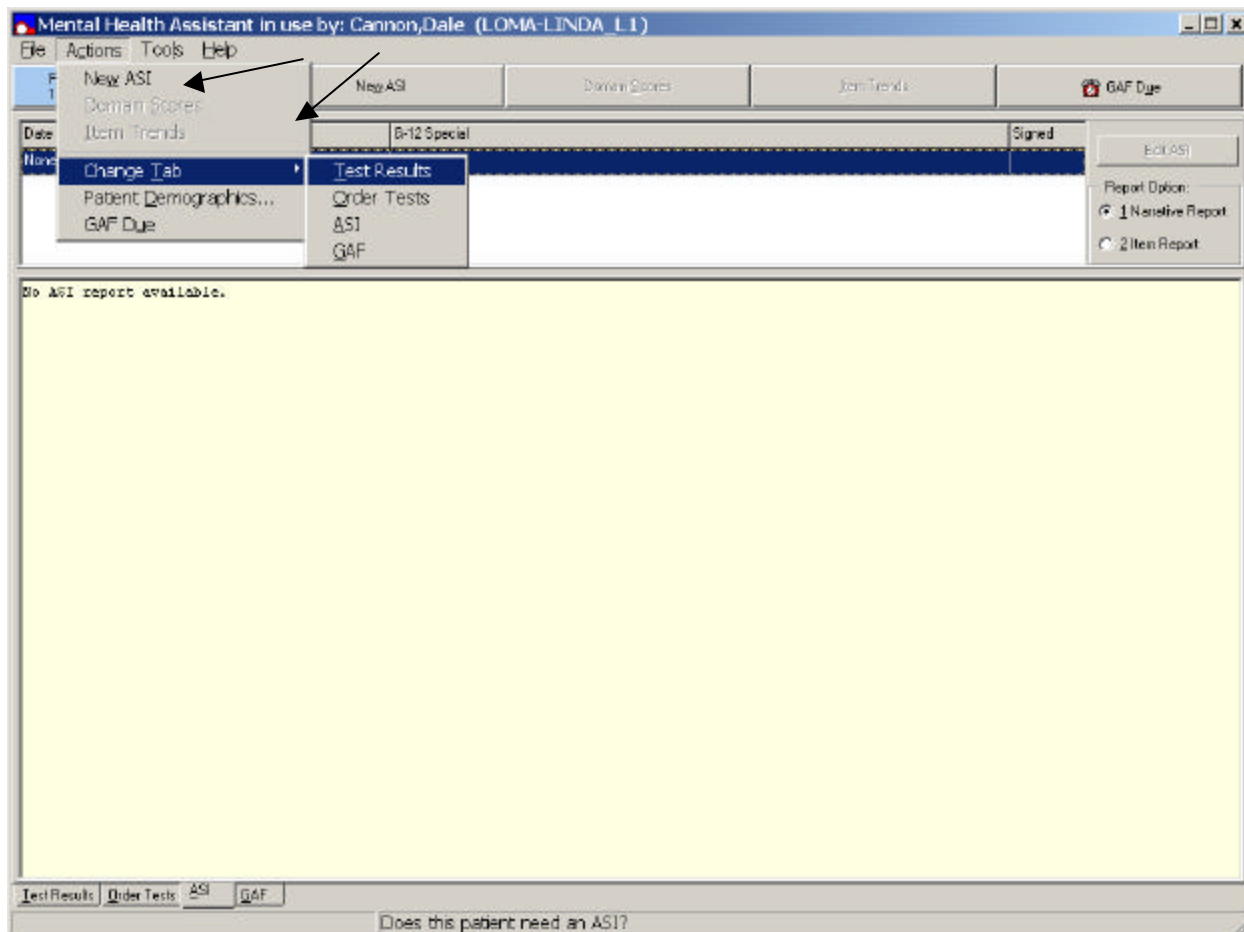 Mental Health Assistant in use by: Cannon,Dale (LOMA-LINDA_L1)
File Actions Tools Help
New ASI
Domain Scores
Item Trends
Change Tab
Patient Demographics...
GAF Due
Test Results
Order Tests
ASI
GAF
New ASI Domain Scores Item Trends GAF Due
Date G-12 Special Signed
None
Edit ASI
Report Option:
1 Narrative Report
2 Item Report
No ASI report available.
Test Results Order Tests ASI GAF
Does this patient need an ASI?